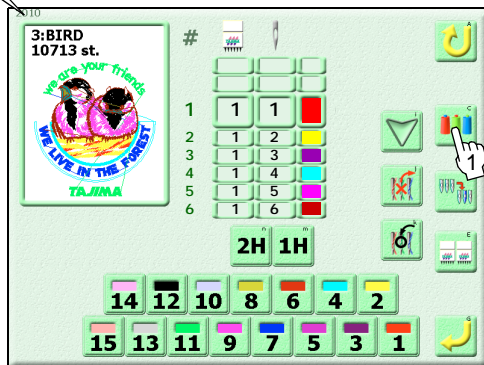 2010
3:BIRD
10713 st.
we are your friends
WE LIVE IN THE FOREST
TAJIMA
#
1 1 1
2 1 2
3 1 3
4 1 4
5 1 5
6 1 6
A
C
1
E
G
n
m
2H 1H
14 12 10 8 6 4 2
15 13 11 9 7 5 3 1